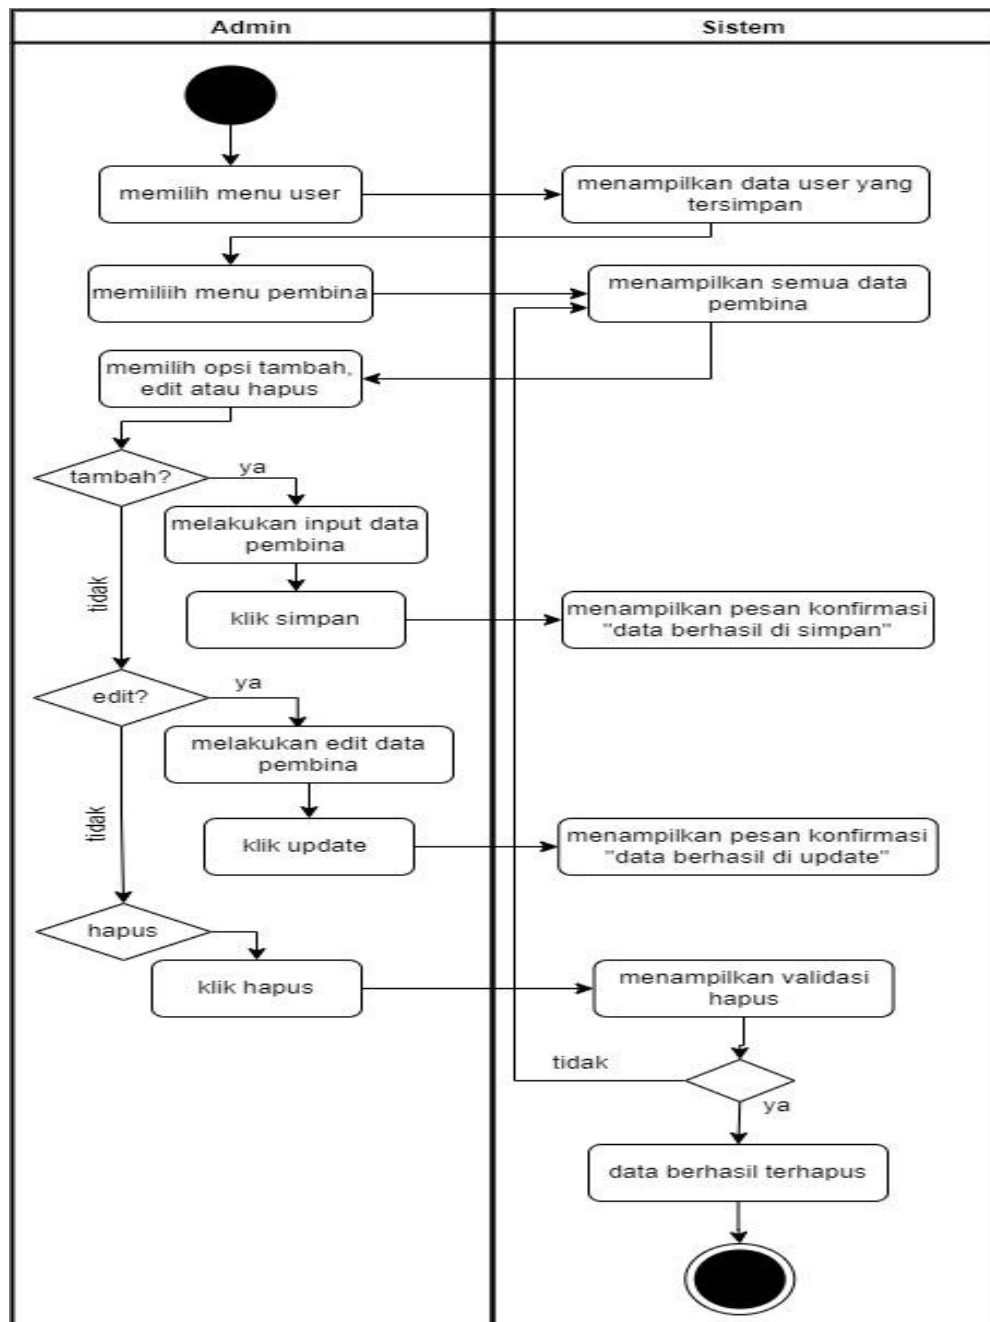 Admin
Sistem
memilih menu user
menampilkan data user yang
tersimpan
memiliih menu pembina
menampilkan semua data
pembina
memilih opsi tambah,
edit atau hapus
tambah?
ya
melakukan input data
pembina
tidak
klik simpan
menampilkan pesan konfirmasi
"data berhasil di simpan"
edit?
ya
melakukan edit data
pembina
tidak
klik update
menampilkan pesan konfirmasi
"data berhasil di update"
hapus
klik hapus
menampilkan validasi
hapus
tidak
ya
data berhasil terhapus